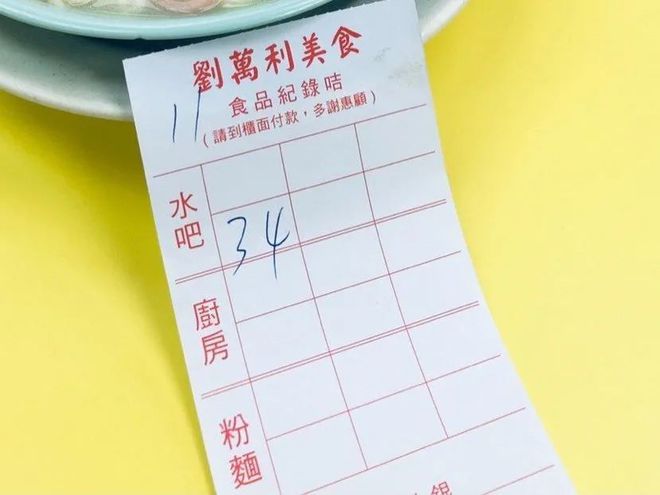 劉萬利美食
食品紀錄咭
11
(請到櫃面付款，多謝惠顧)
水吧
34
廚房
粉麵